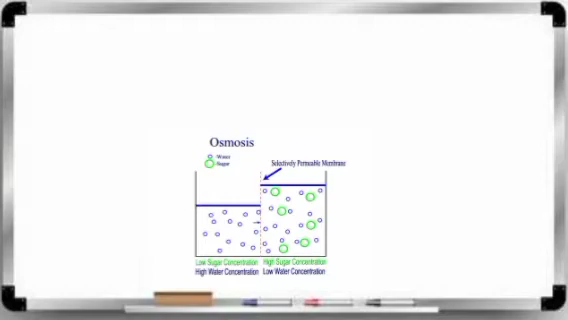 Osmosis
Water
Sugar
Selectively Permeable Membrane
Low Sugar Concentration
High Water Concentration
High Sugar Concentration
Low Water Concentration